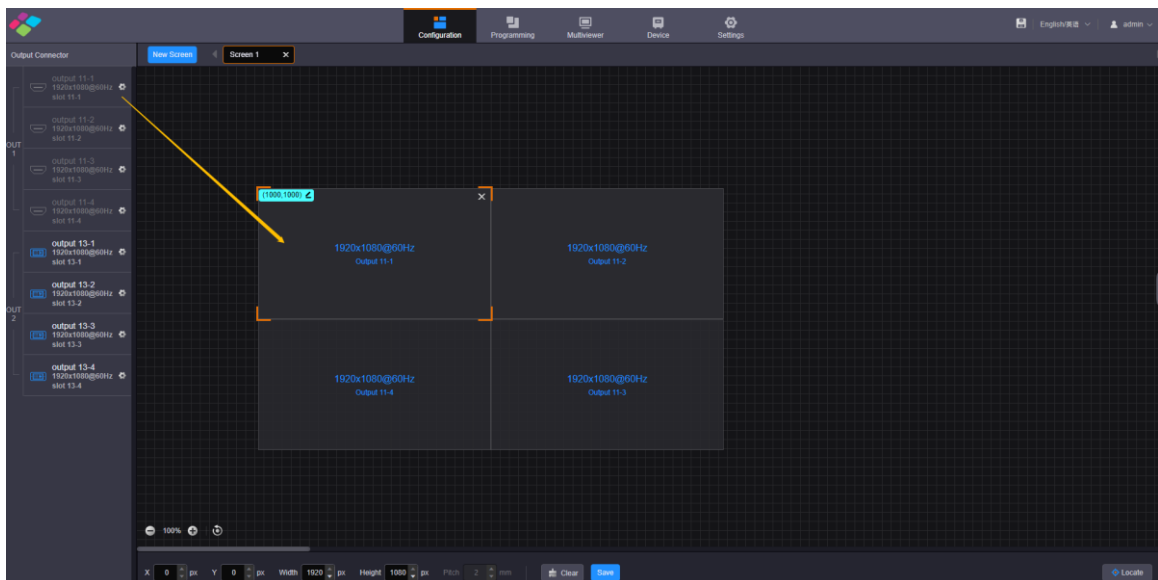 Configuration
Programming
Multiviewer
Device
Settings
English/英语
admin
Output Connector
New Screen
Screen 1
OUT
1
output 11-1
1920x1080@60Hz
slot 11-1
output 11-2
1920x1080@60Hz
slot 11-2
output 11-3
1920x1080@60Hz
slot 11-3
output 11-4
1920x1080@60Hz
slot 11-4
OUT
2
output 13-1
1920x1080@60Hz
slot 13-1
output 13-2
1920x1080@60Hz
slot 13-2
output 13-3
1920x1080@60Hz
slot 13-3
output 13-4
1920x1080@60Hz
slot 13-4
(1000,1000)
1920x1080@60Hz
Output 11-1
1920x1080@60Hz
Output 11-2
1920x1080@60Hz
Output 11-4
1920x1080@60Hz
Output 11-3
100%
X 0 px Y 0 px Width 1920 px Height 1080 px Pitch 2 mm Clear Save Locate